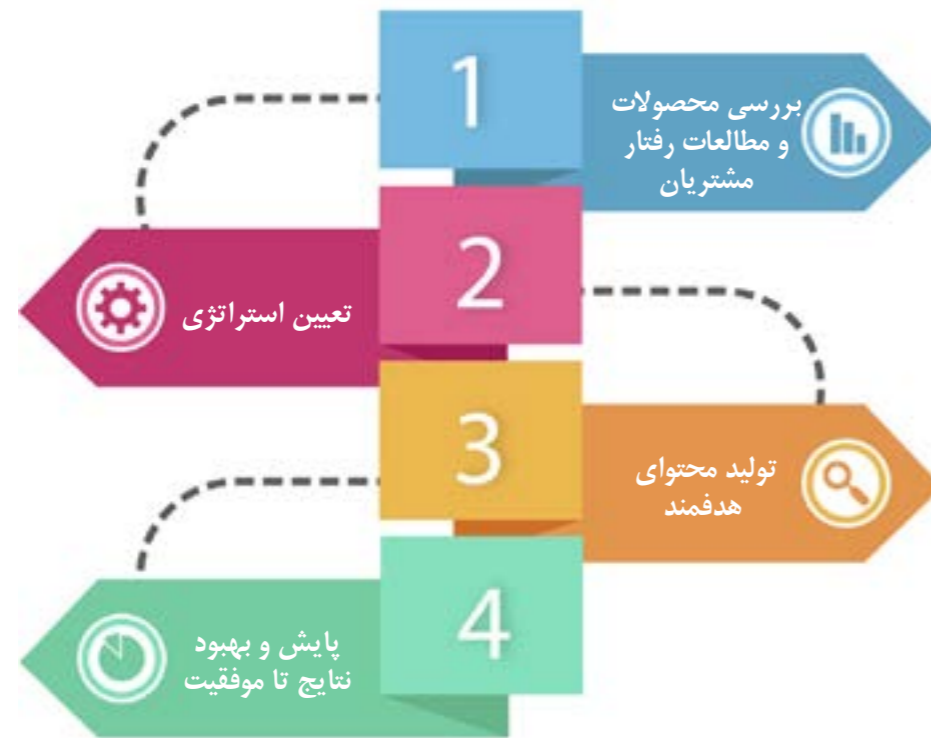 1
بررسی محصولات
و مطالعات رفتار
مشتریان
2
تعیین استراتژی
3
تولید محتوای
هدفمند
4
پایش و بهبود
نتایج تا موفقیت